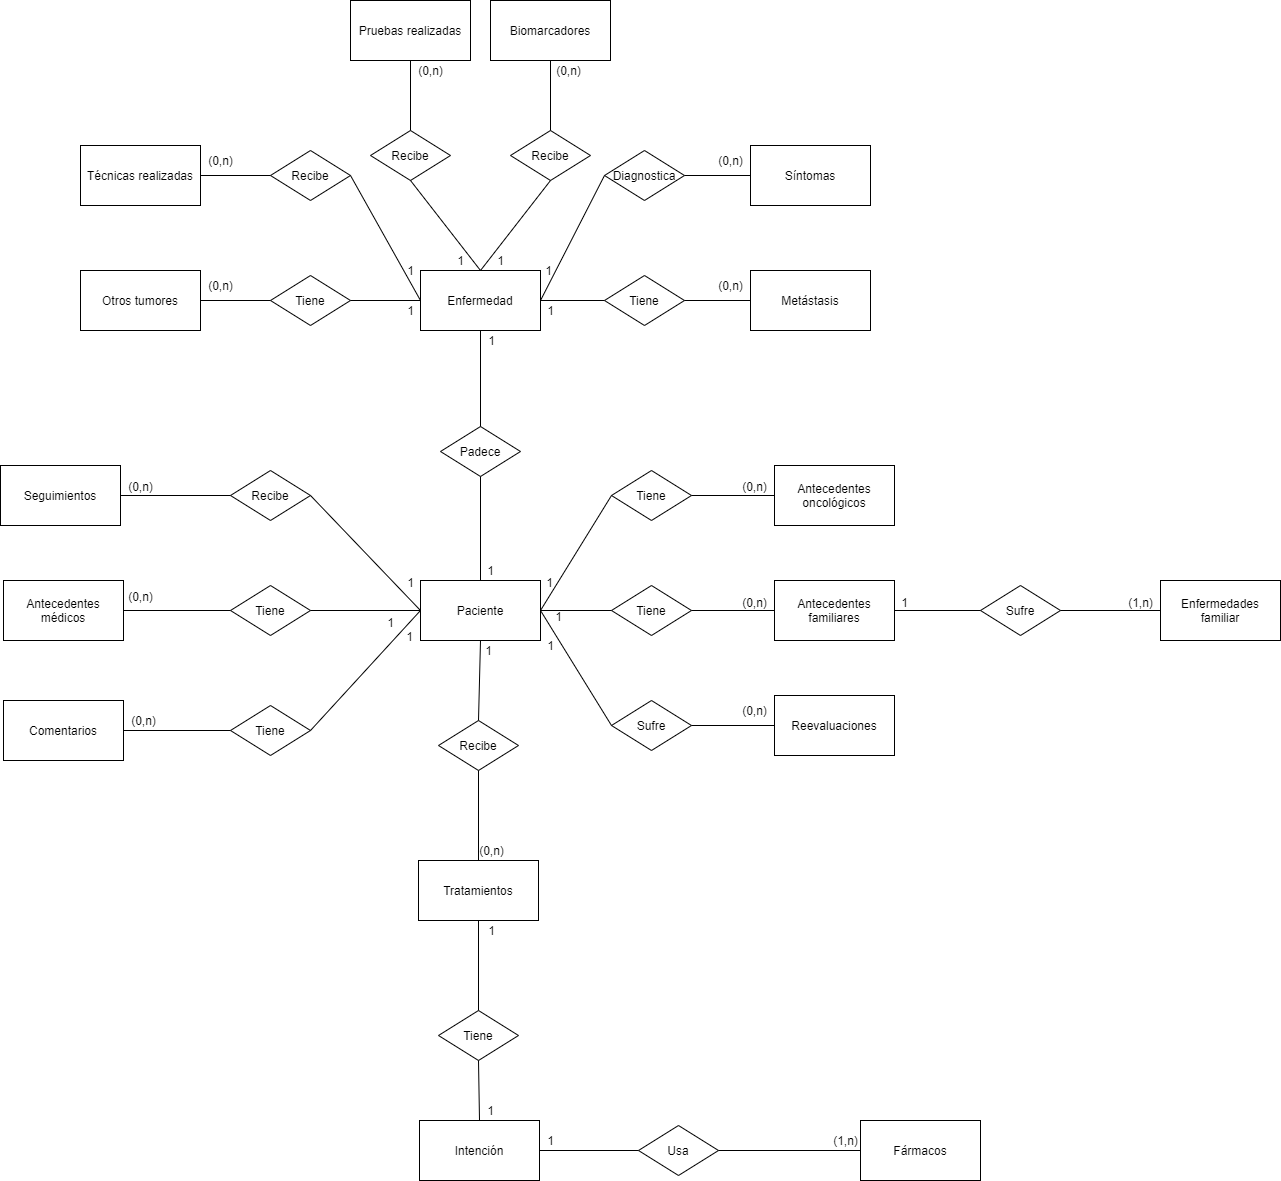 Pruebas realizadas
Biomarcadores
(0,n)
(0,n)
Recibe
Recibe
Técnicas realizadas
(0,n)
Recibe
Diagnostica
(0,n)
Síntomas
1
1
1
1
Otros tumores
(0,n)
Tiene
Enfermedad
Tiene
(0,n)
Metástasis
1
1
1
Padece
Seguimientos
(0,n)
Recibe
Tiene
(0,n)
Antecedentes
oncológicos
1
1
1
Antecedentes
médicos
(0,n)
Tiene
Paciente
1
Tiene
(0,n)
Antecedentes
familiares
1
Sufre
(1,n)
Enfermedades
familiar
1
1
1
1
Comentarios
(0,n)
Tiene
Sufre
(0,n)
Reevaluaciones
Recibe
(0,n)
Tratamientos
1
Tiene
1
Intención
1
Usa
(1,n)
Fármacos